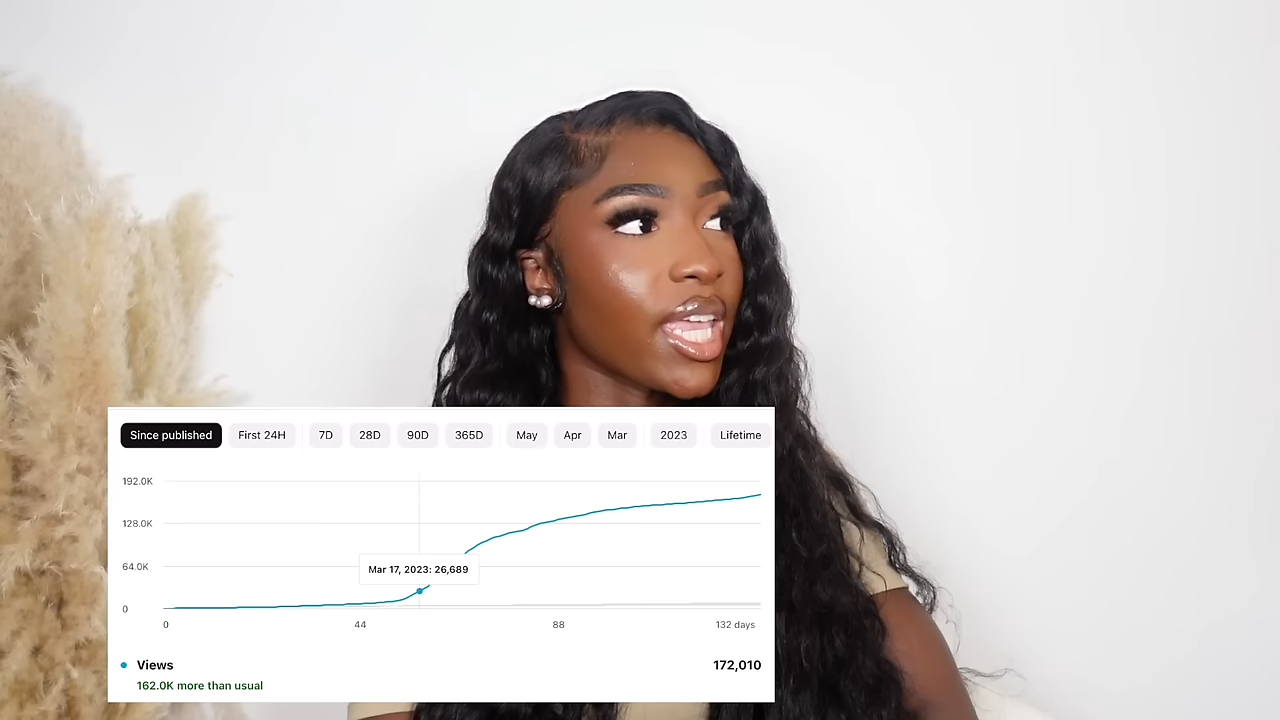 Since published First 24H 7D 28D 90D 365D May Apr Mar 2023 Lifetime
192.0K
128.0K
64.0K
Mar 17, 2023: 26,689
0
0 44 88 132 days
Views 172,010
162.0K more than usual